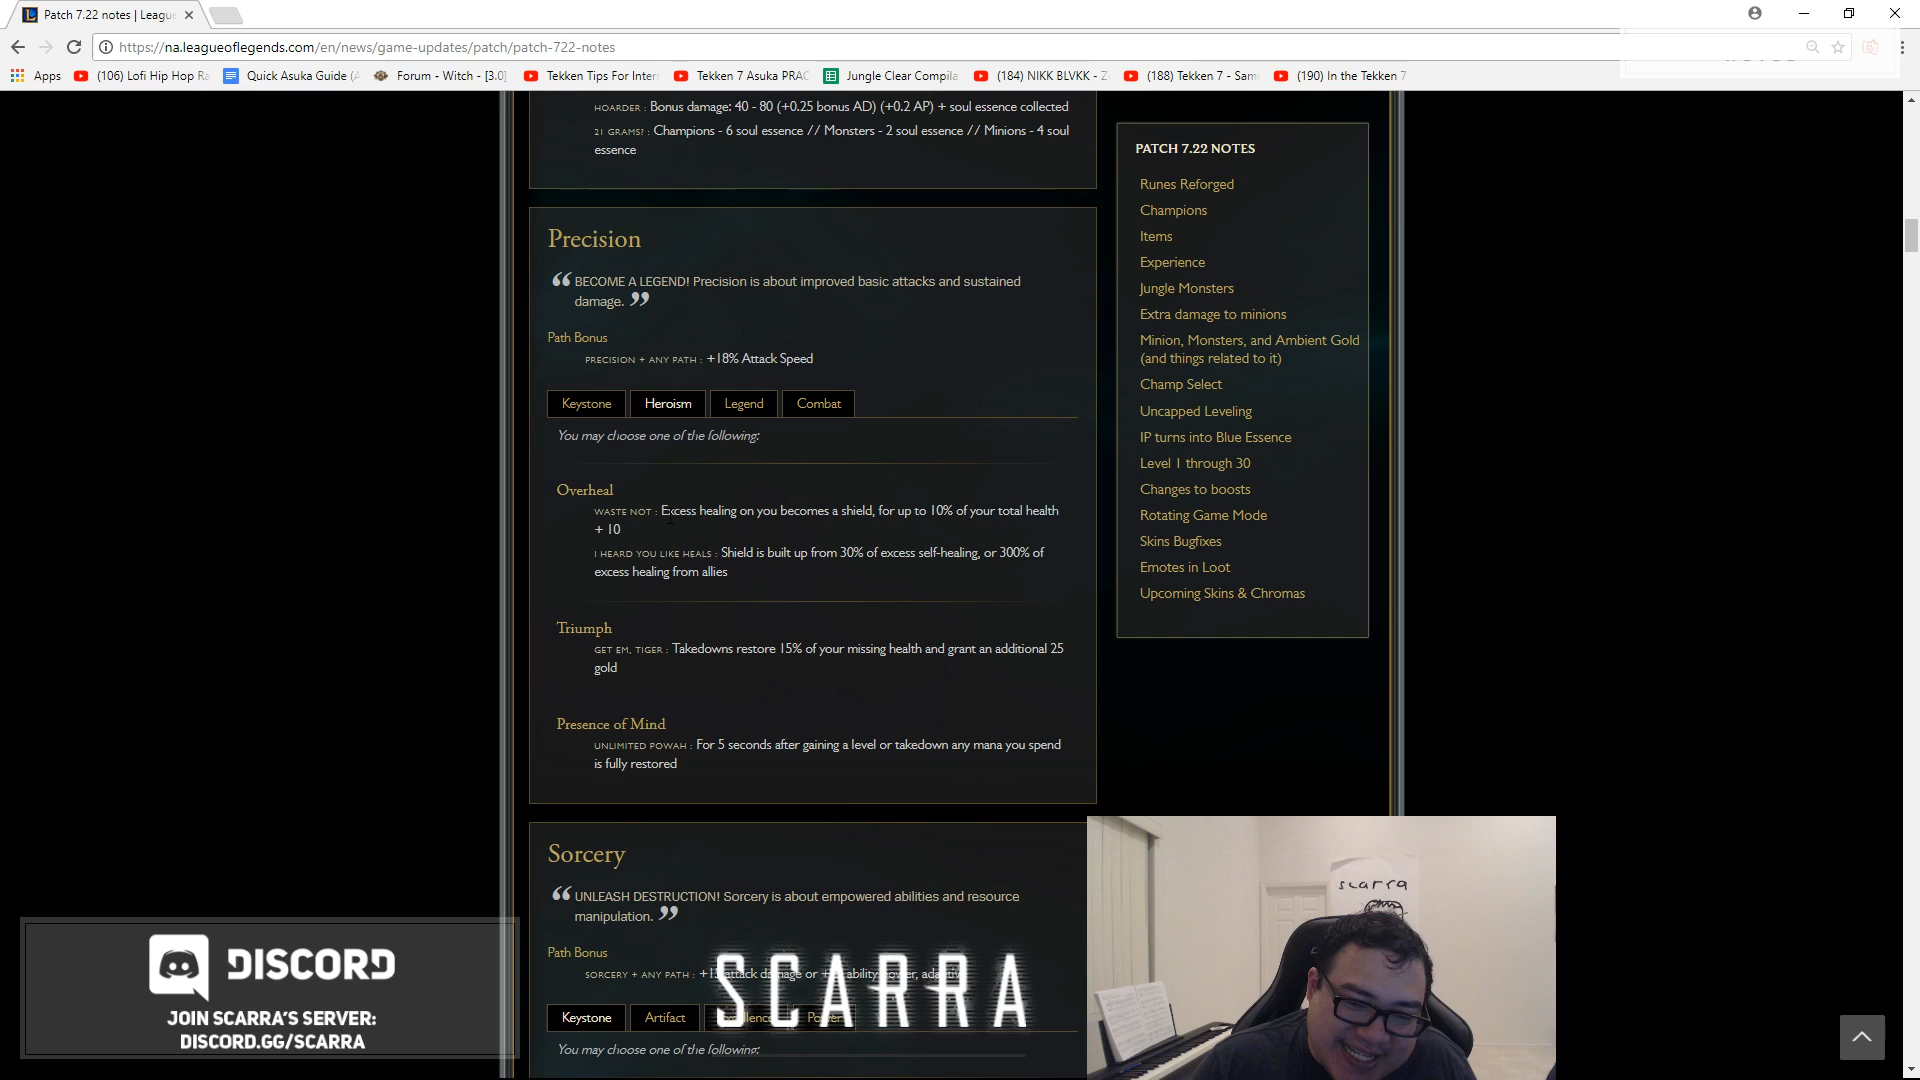 Patch 7.22 notes | Leagu
https://na.leagueoflegends.com/en/news/game-updates/patch/patch-722-notes
Apps (106) Lofi Hip Hop Ra Quick Asuka Guide (A Forum - Witch - [3.0] Tekken Tips For Inter Tekken 7 Asuka PRAC Jungle Clear Compila (184) NIKK BLVKK - Z (188) Tekken 7 - Sam (190) In the Tekken 7
HOARDER : Bonus damage: 40 - 80 (+0.25 bonus AD) (+0.2 AP) + soul essence collected
21 GRAMS? : Champions - 6 soul essence // Monsters - 2 soul essence // Minions - 4 soul
essence
Precision
“ BECOME A LEGEND! Precision is about improved basic attacks and sustained
damage. ”
Path Bonus
PRECISION + ANY PATH : +18% Attack Speed
Keystone Heroism Legend Combat
You may choose one of the following:
Overheal
WASTE NOT : Excess healing on you becomes a shield, for up to 10% of your total health
+ 10
I HEARD YOU LIKE HEALS : Shield is built up from 30% of excess self-healing, or 300% of
excess healing from allies
Triumph
GET EM, TIGER : Takedowns restore 15% of your missing health and grant an additional 25
gold
Presence of Mind
UNLIMITED POWAH : For 5 seconds after gaining a level or takedown any mana you spend
is fully restored
Sorcery
“ UNLEASH DESTRUCTION! Sorcery is about empowered abilities and resource
manipulation. ”
Path Bonus
SORCERY + ANY PATH : attack damage or ability power,
Keystone Artifact
You may choose one of the following:
PATCH 7.22 NOTES
Runes Reforged
Champions
Items
Experience
Jungle Monsters
Extra damage to minions
Minion, Monsters, and Ambient Gold
(and things related to it)
Champ Select
Uncapped Leveling
IP turns into Blue Essence
Level 1 through 30
Changes to boosts
Rotating Game Mode
Skins Bugfixes
Emotes in Loot
Upcoming Skins & Chromas
DISCORD
JOIN SCARRA'S SERVER:
DISCORD.GG/SCARRA
SCARRA
scarra